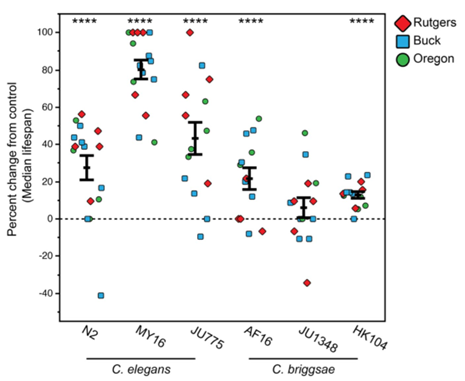 **** **** **** **** ****
Rutgers
Buck
Oregon
Percent change from control
(Median lifespan)
100
80
60
40
20
0
-20
-40
N2 MY16 JU775 AF16 JU1348 HK104
C. elegans C. briggsae